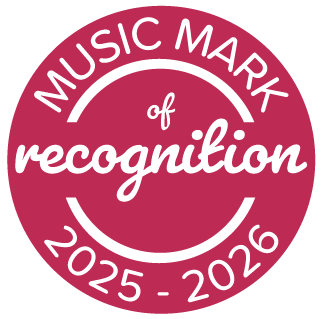 MUSIC MARK
of
recognition
2025 - 2026